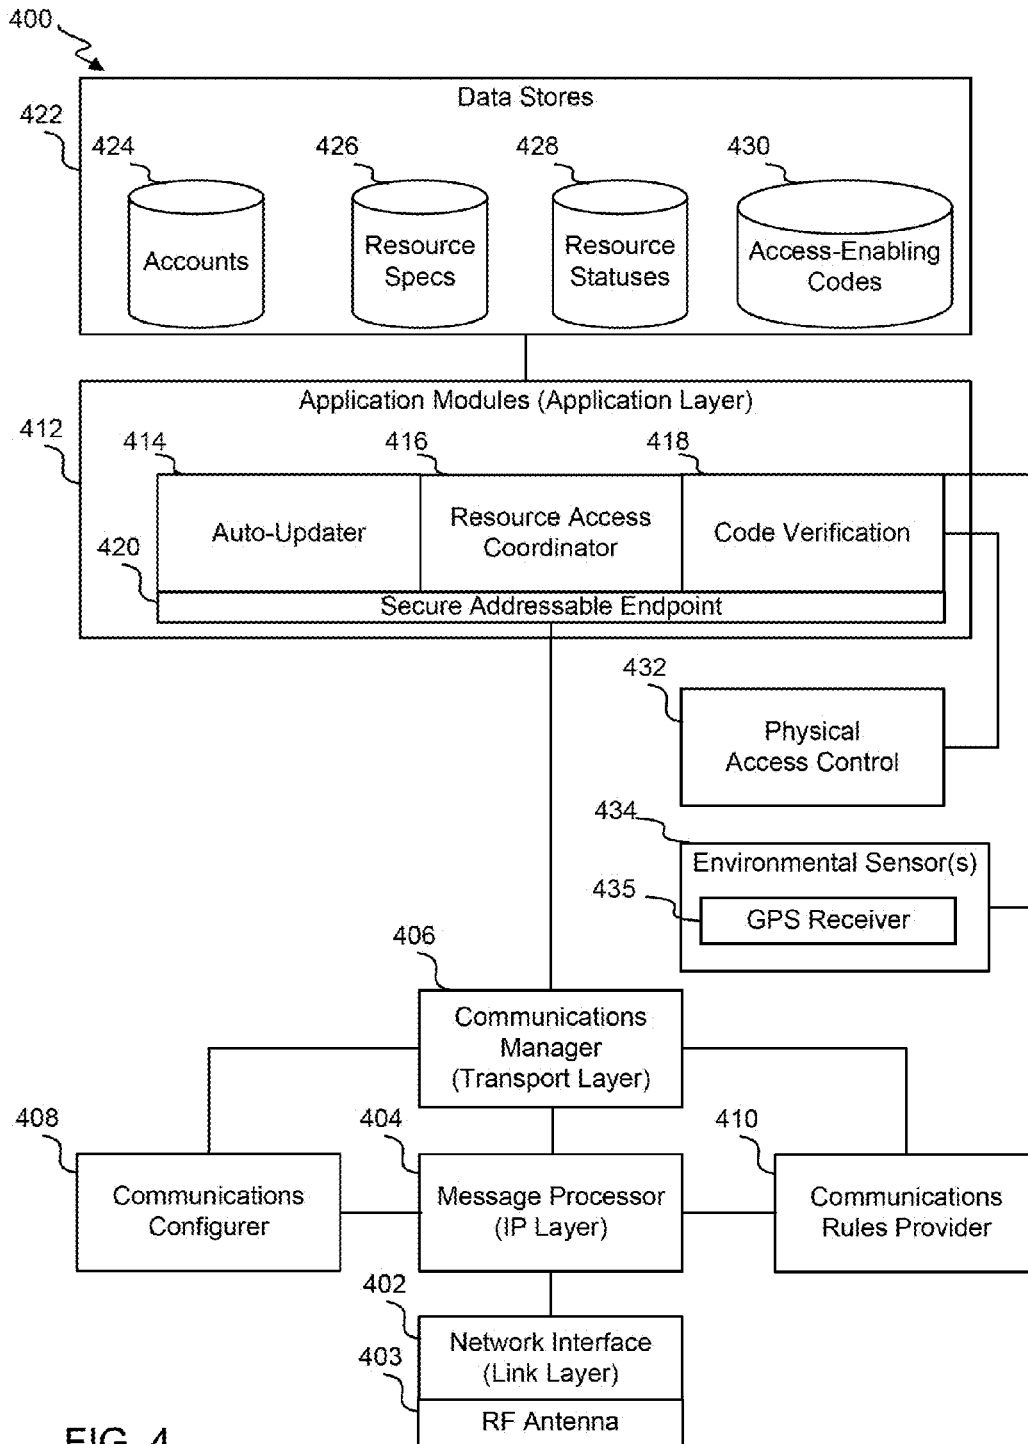 400
Data Stores
422
424
426
428
430
Accounts
Resource
Specs
Resource
Statuses
Access-Enabling
Codes
Application Modules (Application Layer)
412
414
416
418
Auto-Updater
Resource Access
Coordinator
Code Verification
420
Secure Addressable Endpoint
432
Physical
Access Control
434
Environmental Sensor(s)
435
GPS Receiver
406
Communications
Manager
(Transport Layer)
408
404
410
Communications
Configurer
Message Processor
(IP Layer)
Communications
Rules Provider
402
Network Interface
(Link Layer)
403
RF Antenna
FIG. 4